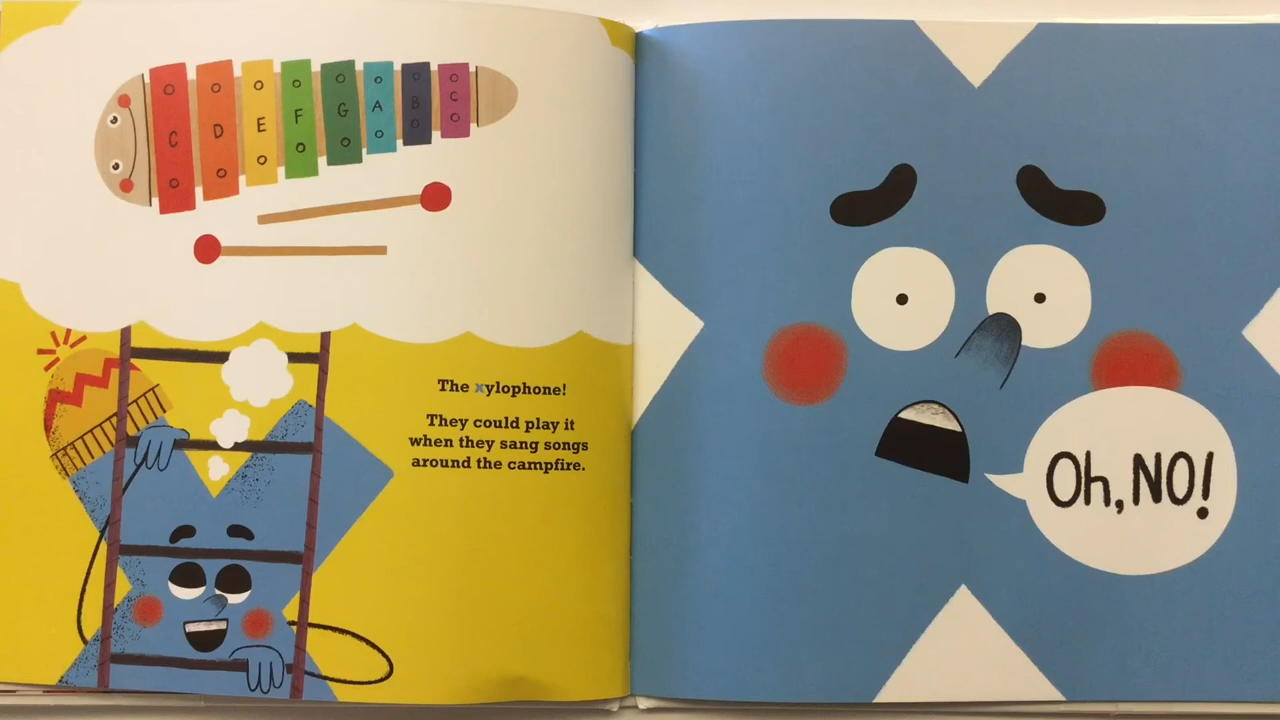 C D E F G A B C
The xylophone!
They could play it
when they sang songs
around the campfire.
Oh, NO!